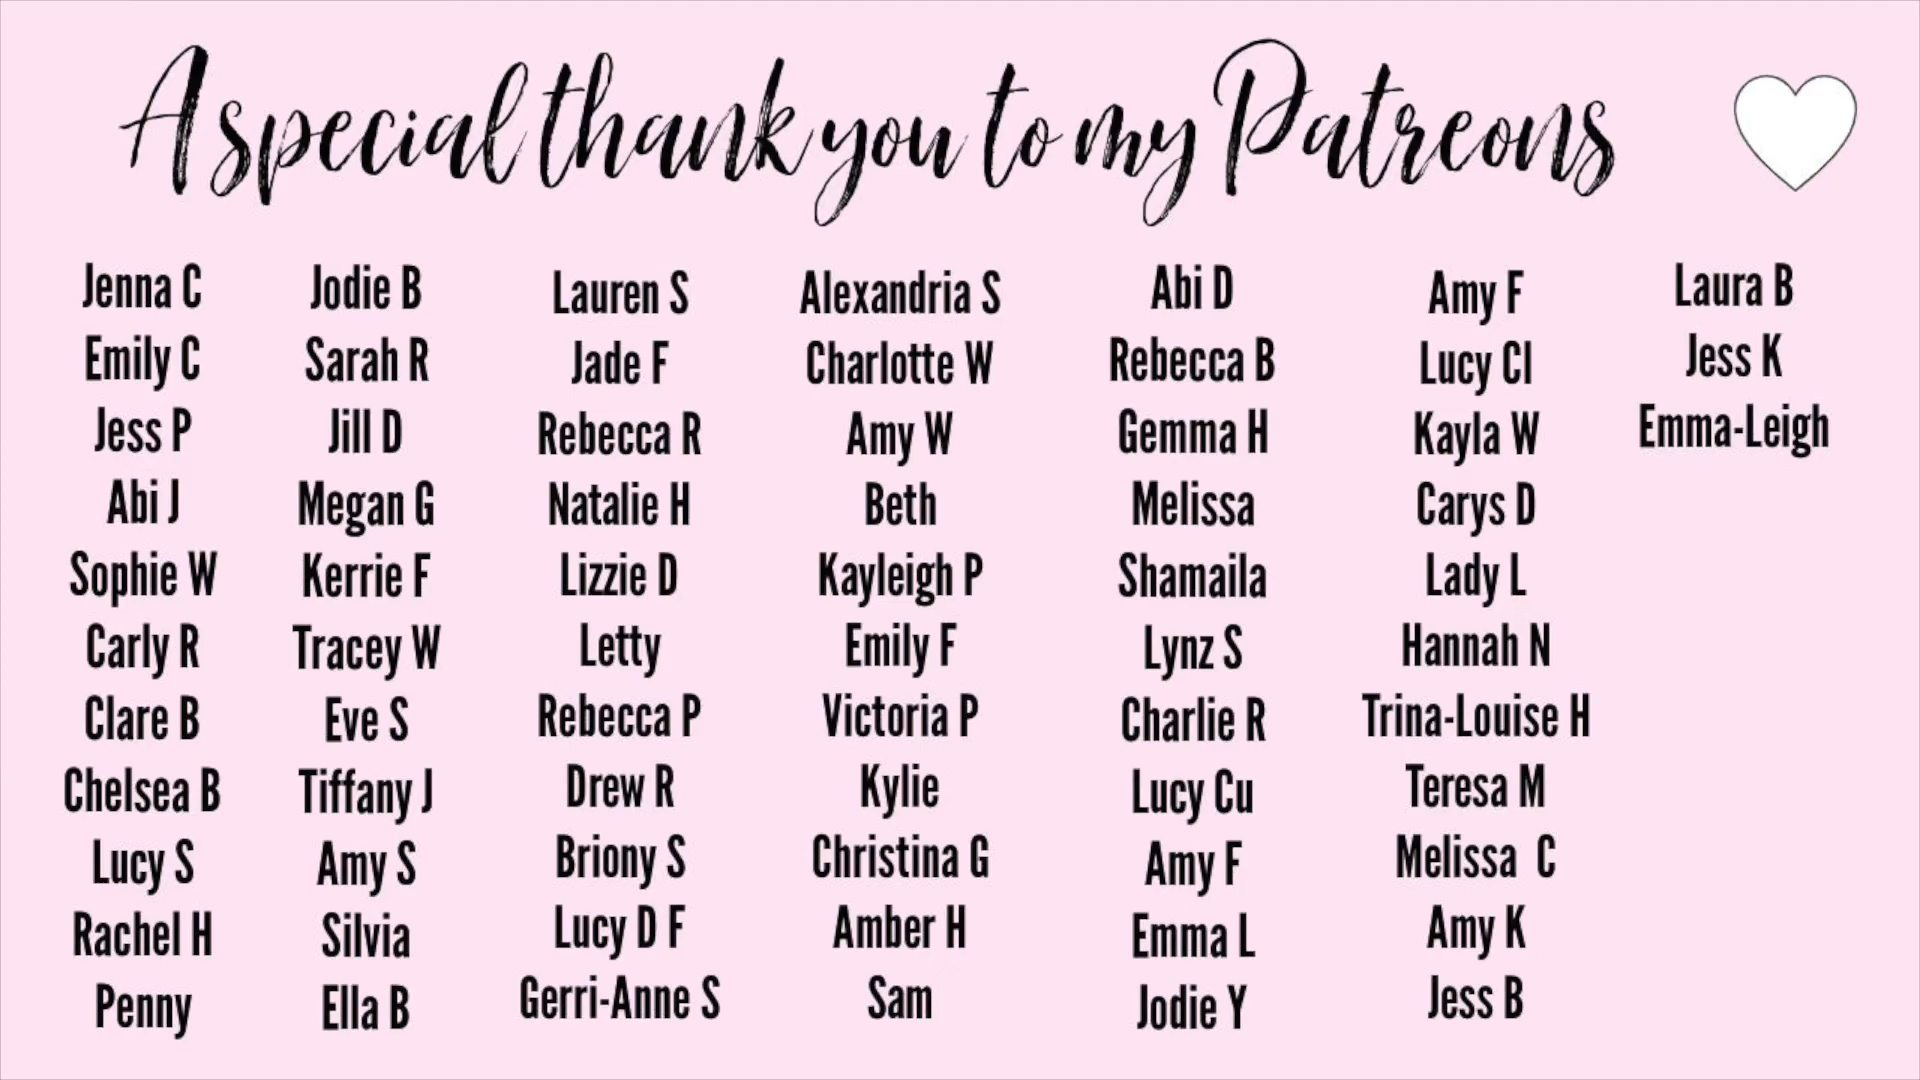 A special thank you to my Patreons
Jenna C
Emily C
Jess P
Abi J
Sophie W
Carly R
Clare B
Chelsea B
Lucy S
Rachel H
Penny
Jodie B
Sarah R
Jill D
Megan G
Kerrie F
Tracey W
Eve S
Tiffany J
Amy S
Silvia
Ella B
Lauren S
Jade F
Rebecca R
Natalie H
Lizzie D
Letty
Rebecca P
Drew R
Briony S
Lucy D F
Gerri-Anne S
Alexandria S
Charlotte W
Amy W
Beth
Kayleigh P
Emily F
Victoria P
Kylie
Christina G
Amber H
Sam
Abi D
Rebecca B
Gemma H
Melissa
Shamaila
Lynz S
Charlie R
Lucy Cu
Amy F
Emma L
Jodie Y
Amy F
Lucy Cl
Kayla W
Carys D
Lady L
Hannah N
Trina-Louise H
Teresa M
Melissa C
Amy K
Jess B
Laura B
Jess K
Emma-Leigh